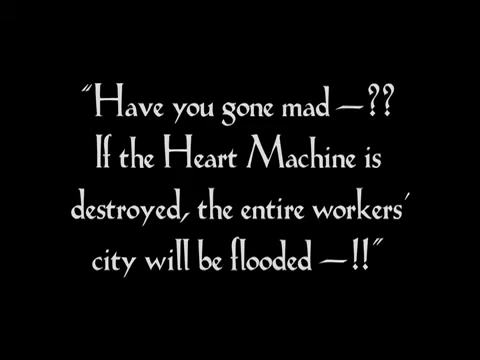 “Have you gone mad—??
If the Heart Machine is
destroyed, the entire workers’
city will be flooded—!!”